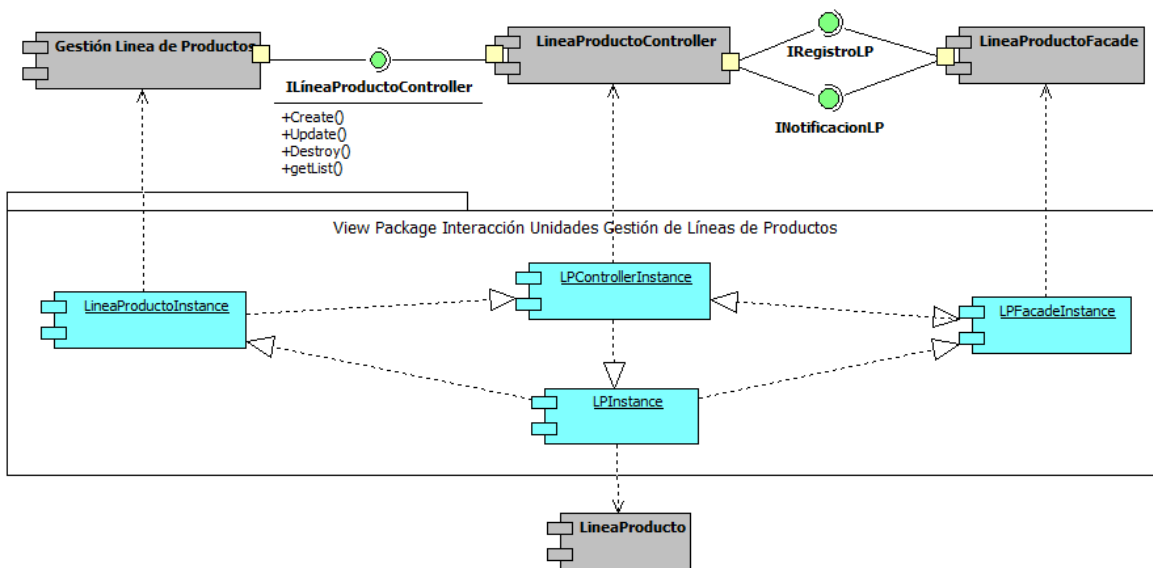 Gestión Linea de Productos
LineaProductoController
LineaProductoFacade
IRegistroLP
ILíneaProductoController
INotificacionLP
+Create()
+Update()
+Destroy()
+getList()
View Package Interacción Unidades Gestión de Líneas de Productos
LPControllerInstance
LineaProductoInstance
LPFacadeInstance
LPInstance
LineaProducto